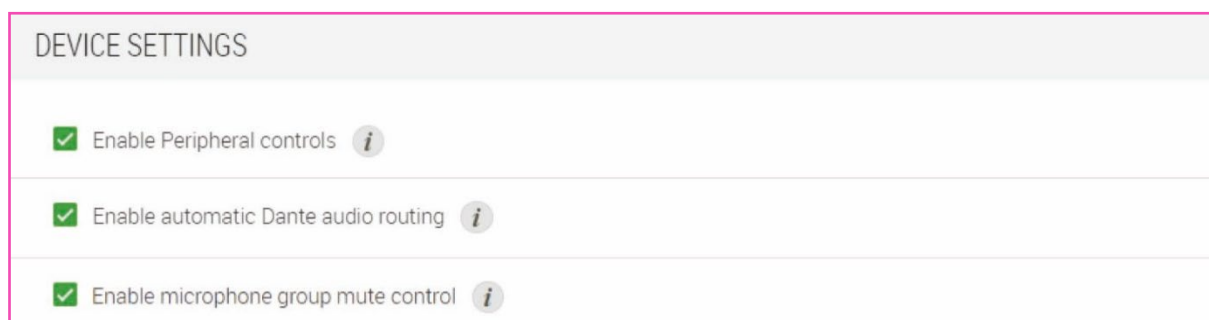 DEVICE SETTINGS
Enable Peripheral controls i
Enable automatic Dante audio routing i
Enable microphone group mute control i